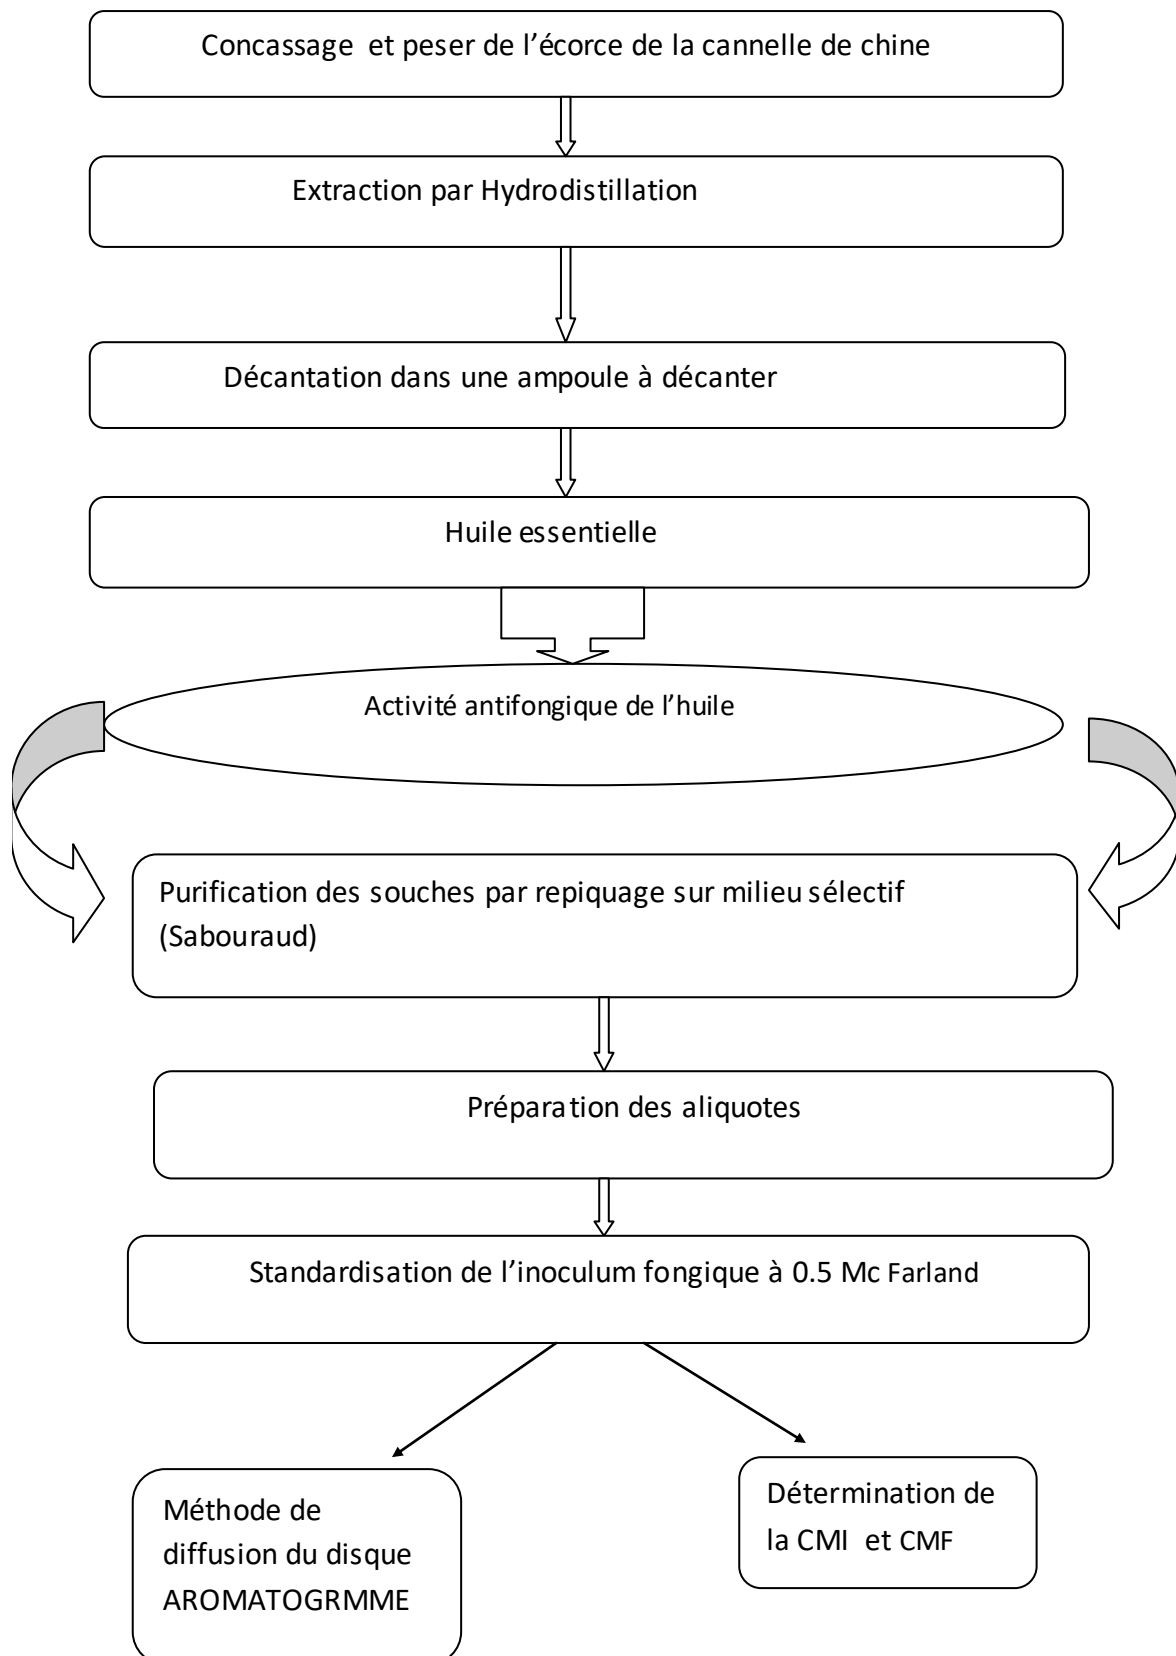 Concassage et peser de l’écorce de la cannelle de chine
Extraction par Hydrodistillation
Décantation dans une ampoule à décanter
Huile essentielle
Activité antifongique de l’huile
Purification des souches par repiquage sur milieu sélectif
(Sabouraud)
Préparation des aliquotes
Standardisation de l’inoculum fongique à 0.5 Mc Farland
Méthode de
diffusion du disque
AROMATOGRMME
Détermination de
la CMI et CMF